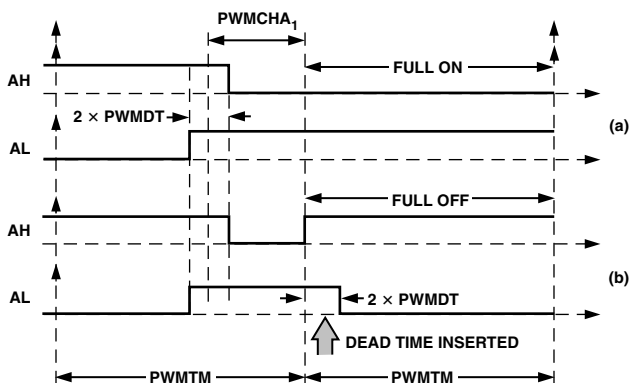 PWMCHA1
FULL ON
AH
2 × PWMDT
(a)
AL
FULL OFF
AH
(b)
AL
2 × PWMDT
DEAD TIME INSERTED
PWMTM
PWMTM